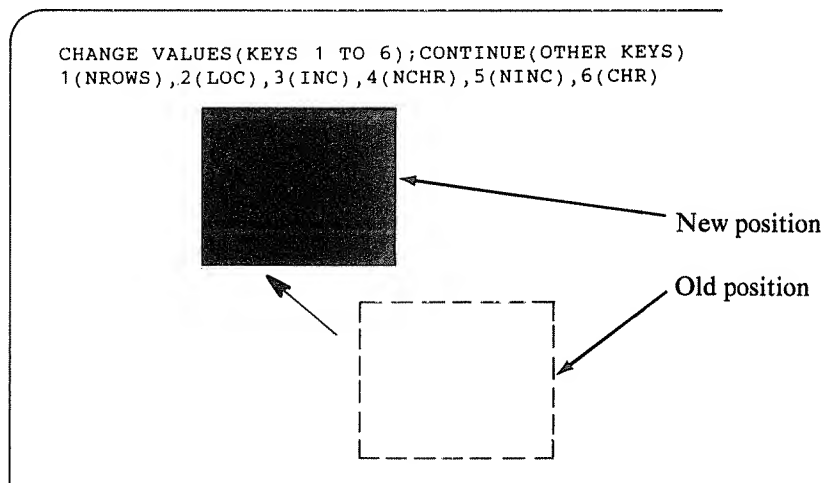 CHANGE VALUES(KEYS 1 TO 6);CONTINUE(OTHER KEYS)
1(NROWS),2(LOC),3(INC),4(NCHR),5(NINC),6(CHR)
New position
Old position